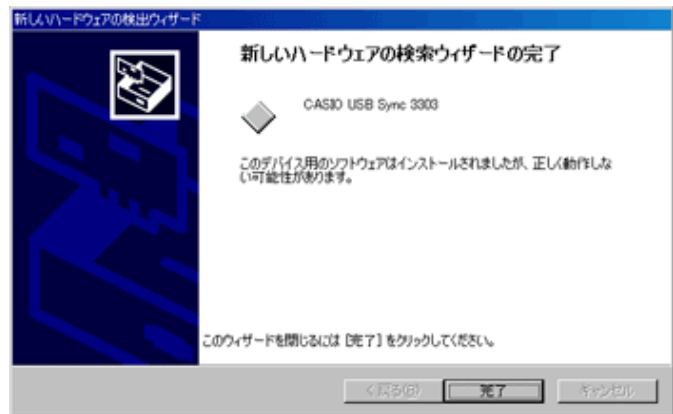 新しいハードウェアの検出ウィザード
新しいハードウェアの検索ウィザードの完了
CASIO USB Sync 3303
このデバイス用のソフトウェアはインストールされましたが、正しく動作しな
い可能性があります。
このウィザードを閉じるには [完了] をクリックしてください。
< 戻る(B)
完了
キャンセル